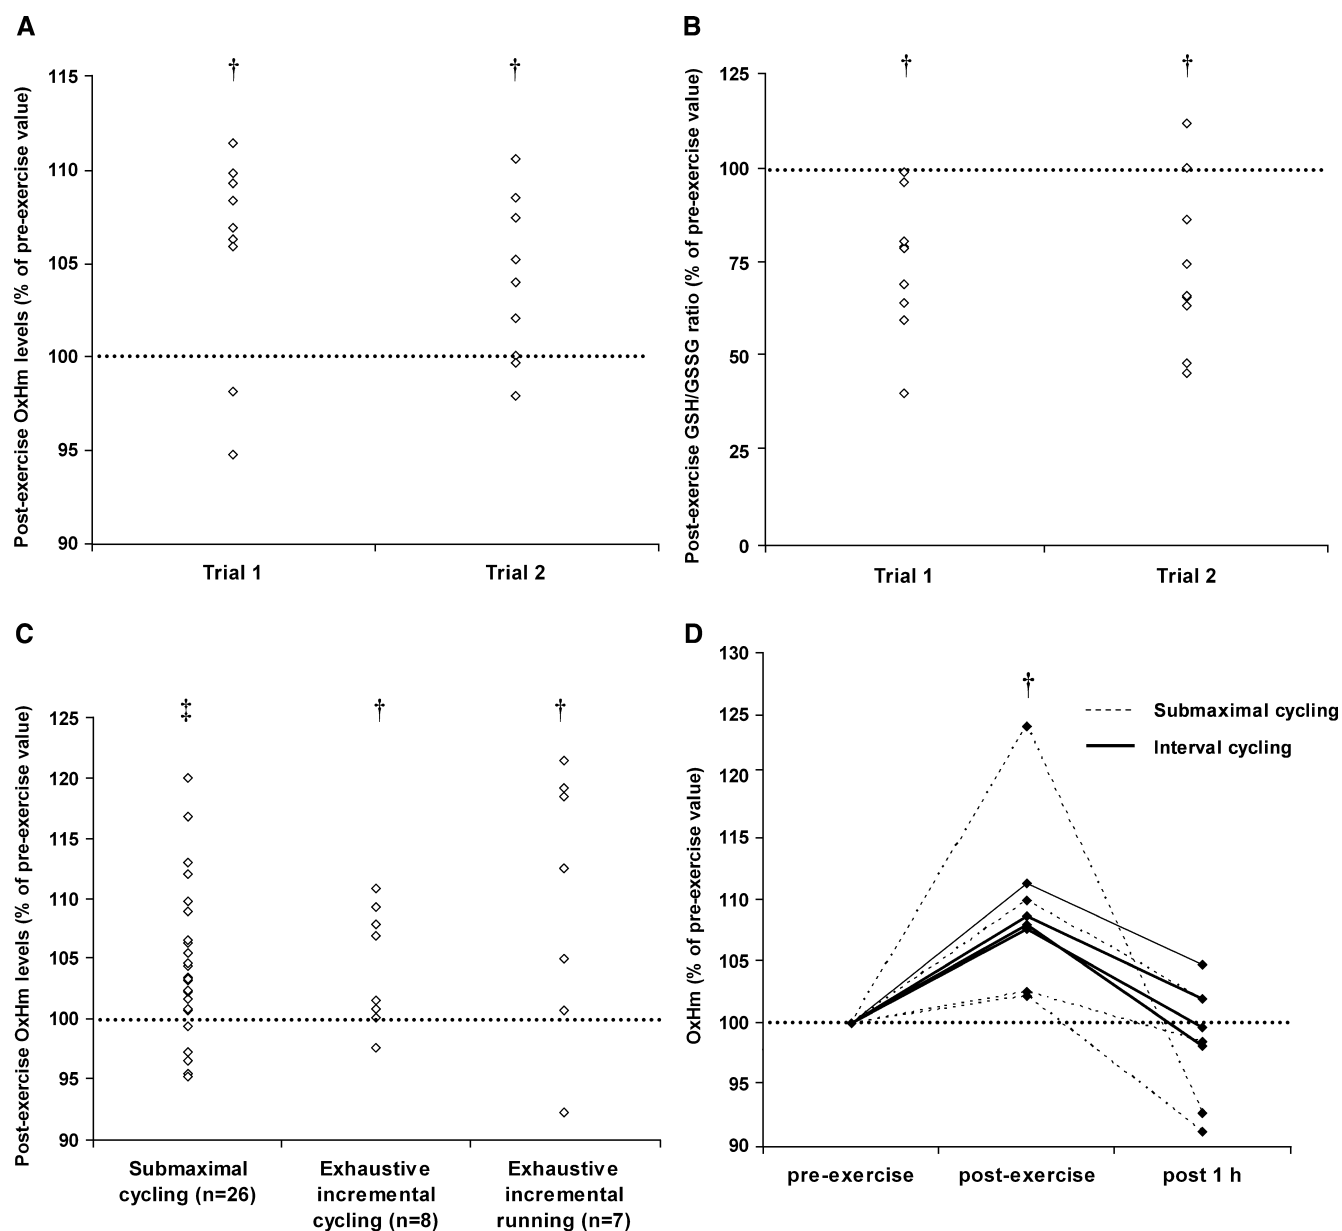 A
Post-exercise OxHm levels (% of pre-exercise value)
115
110
105
100
95
90
†
†
Trial 1
Trial 2
B
Post-exercise GSH/GSSG ratio (% of pre-exercise value)
125
100
75
50
25
0
†
†
Trial 1
Trial 2
C
Post-exercise OxHm levels (% of pre-exercise value)
125
120
115
110
105
100
95
90
‡
†
†
Submaximal
cycling (n=26)
Exhaustive
incremental
cycling (n=8)
Exhaustive
incremental
running (n=7)
D
OxHm (% of pre-exercise value)
130
125
120
115
110
105
100
95
90
†
Submaximal cycling
Interval cycling
pre-exercise
post-exercise
post 1 h